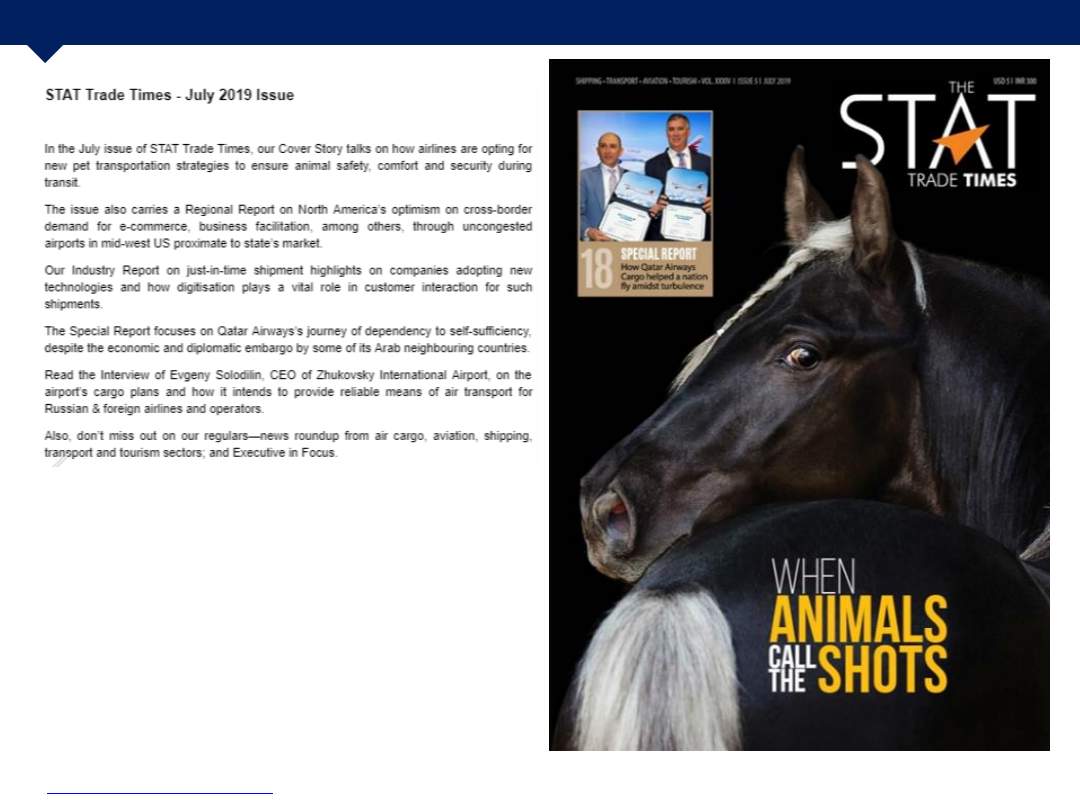 STAT Trade Times - July 2019 Issue
In the July issue of STAT Trade Times, our Cover Story talks on how airlines are opting for
new pet transportation strategies to ensure animal safety, comfort and security during
transit.
The issue also carries a Regional Report on North America's optimism on cross-border
demand for e-commerce, business facilitation, among others, through uncongested
airports in mid-west US proximate to state's market.
Our Industry Report on just-in-time shipment highlights on companies adopting new
technologies and how digitisation plays a vital role in customer interaction for such
shipments.
The Special Report focuses on Qatar Airways's journey of dependency to self-sufficiency,
despite the economic and diplomatic embargo by some of its Arab neighbouring countries.
Read the Interview of Evgeny Solodilin, CEO of Zhukovsky International Airport, on the
airport's cargo plans and how it intends to provide reliable means of air transport for
Russian & foreign airlines and operators.
Also, don't miss out on our regulars—news roundup from air cargo, aviation, shipping,
transport and tourism sectors; and Executive in Focus.
SHIPPING • TRANSPORT • AVIATION • TOURISM • VOL. XXXIV | ISSUE 5 | JULY 2019
USD 5 | INR 300
THE
STAT
TRADE TIMES
18
SPECIAL REPORT
How Qatar Airways
Cargo helped a nation
fly amidst turbulence
WHEN
ANIMALS
CALL
THE
SHOTS